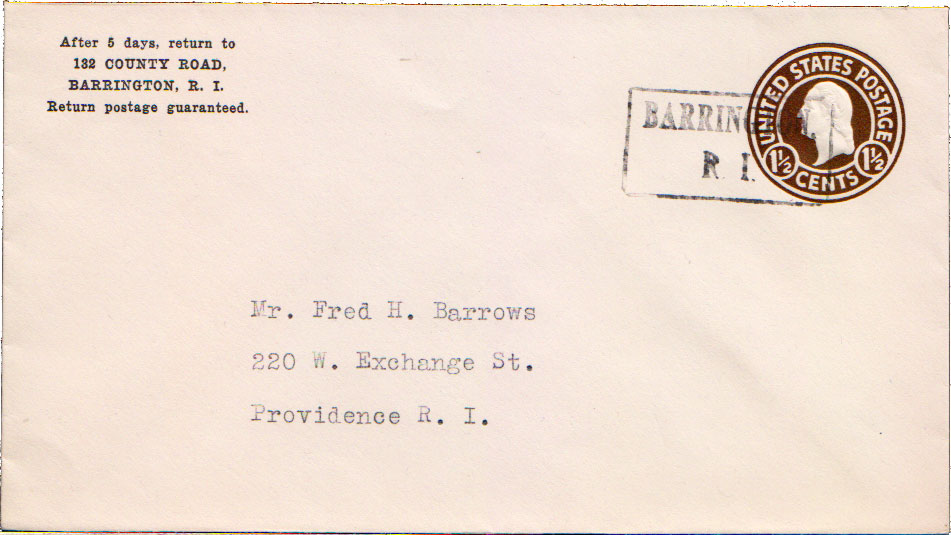 After 5 days, return to
132 COUNTY ROAD,
BARRINGTON, R. I.
Return postage guaranteed.
UNITED STATES POSTAGE
1½ CENTS 1½
BARRINGTON,
R. I.
Mr. Fred H. Barrows
220 W. Exchange St.
Providence R. I.